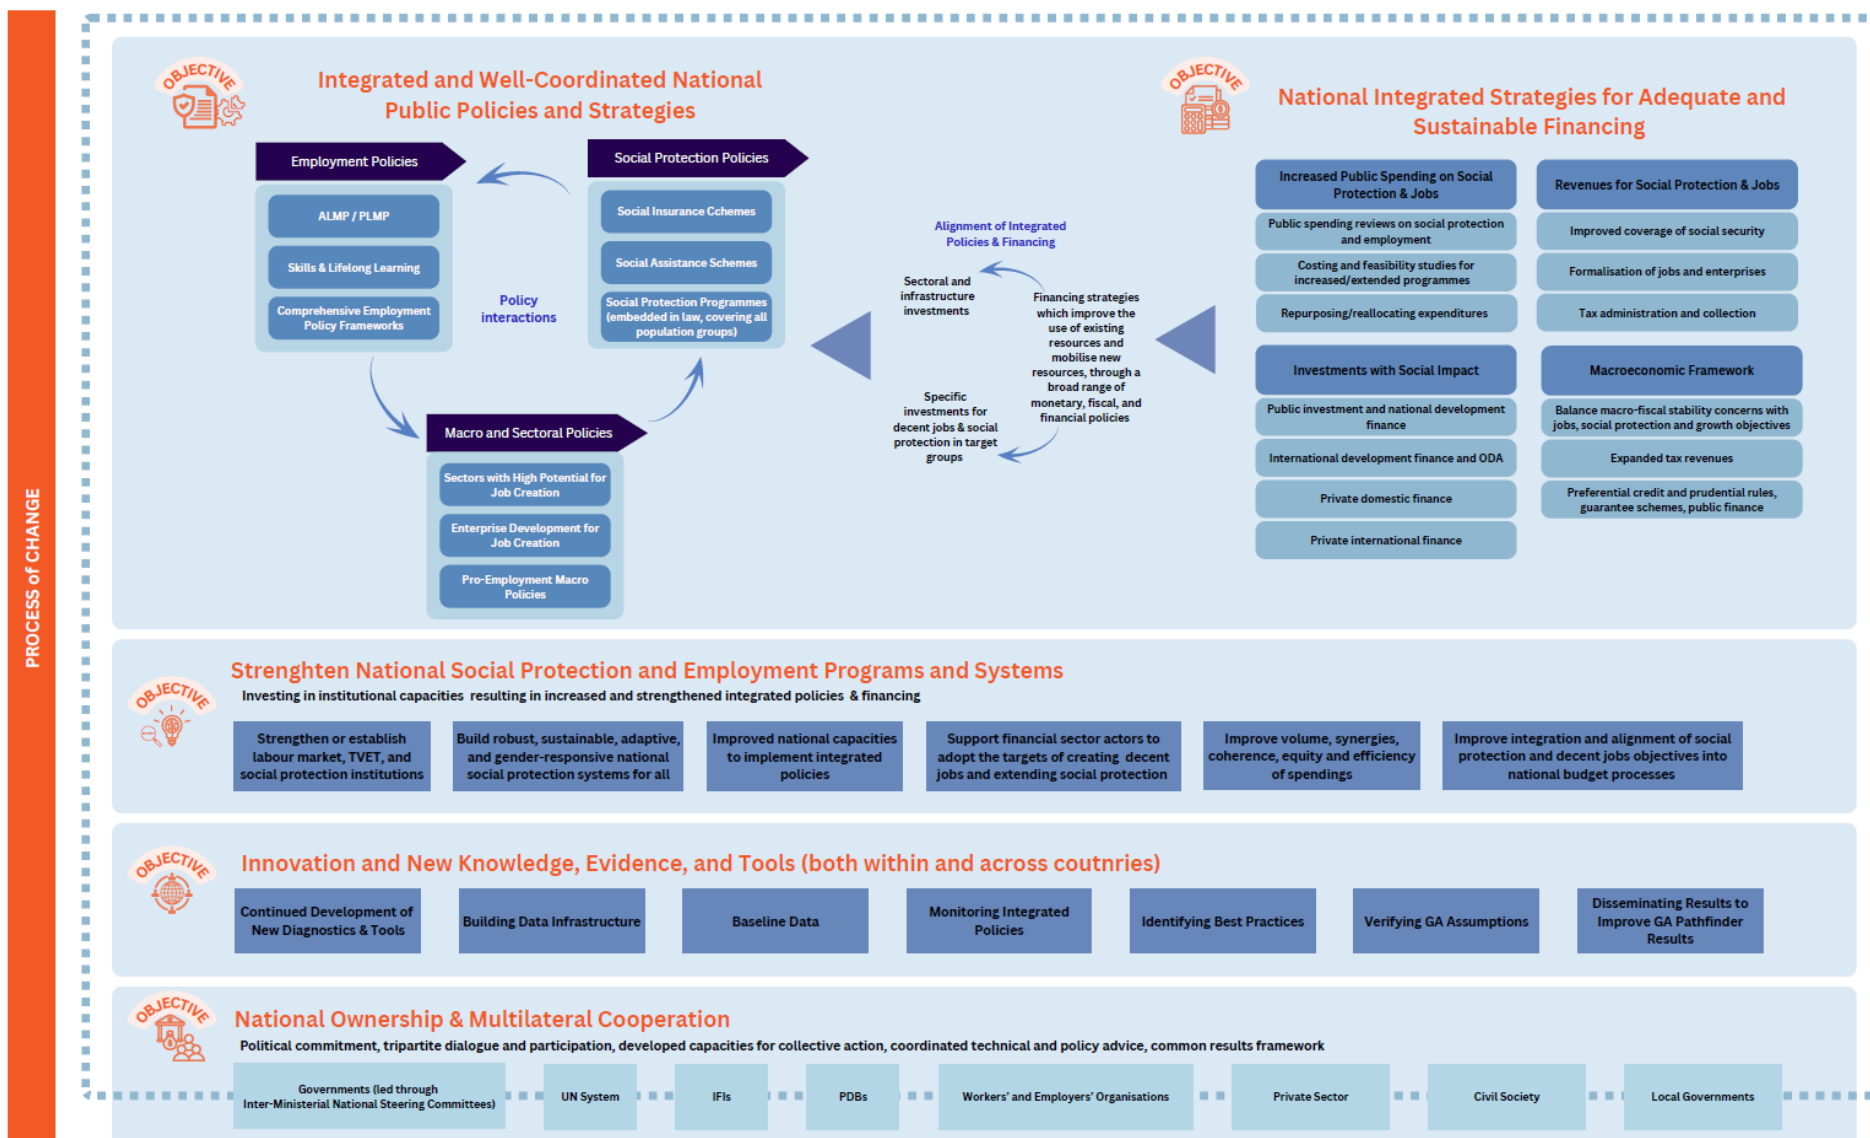 PROCESS of CHANGE
OBJECTIVE
Integrated and Well-Coordinated National
Public Policies and Strategies
Employment Policies
ALMP / PLMP
Skills & Lifelong Learning
Comprehensive Employment
Policy Frameworks
Policy
interactions
Social Protection Policies
Social Insurance Cchemes
Social Assistance Schemes
Social Protection Programmes
(embedded in law, covering all
population groups)
Macro and Sectoral Policies
Sectors with High Potential for
Job Creation
Enterprise Development for
Job Creation
Pro-Employment Macro
Policies
Alignment of Integrated
Policies & Financing
Sectoral and
infrastructure
investments
Specific
investments for
decent jobs & social
protection in target
groups
Financing strategies
which improve the
use of existing
resources and
mobilise new
resources, through a
broad range of
monetary, fiscal, and
financial policies
OBJECTIVE
National Integrated Strategies for Adequate and
Sustainable Financing
Increased Public Spending on Social
Protection & Jobs
Public spending reviews on social protection
and employment
Costing and feasibility studies for
increased/extended programmes
Repurposing/reallocating expenditures
Revenues for Social Protection & Jobs
Improved coverage of social security
Formalisation of jobs and enterprises
Tax administration and collection
Investments with Social Impact
Public investment and national development
finance
International development finance and ODA
Private domestic finance
Private international finance
Macroeconomic Framework
Balance macro-fiscal stability concerns with
jobs, social protection and growth objectives
Expanded tax revenues
Preferential credit and prudential rules,
guarantee schemes, public finance
OBJECTIVE
Strenghten National Social Protection and Employment Programs and Systems
Investing in institutional capacities resulting in increased and strengthened integrated policies & financing
Strengthen or establish
labour market, TVET, and
social protection institutions
Build robust, sustainable, adaptive,
and gender-responsive national
social protection systems for all
Improved national capacities
to implement integrated
policies
Support financial sector actors to
adopt the targets of creating decent
jobs and extending social protection
Improve volume, synergies,
coherence, equity and efficiency
of spendings
Improve integration and alignment of social
protection and decent jobs objectives into
national budget processes
OBJECTIVE
Innovation and New Knowledge, Evidence, and Tools (both within and across coutnries)
Continued Development of
New Diagnostics & Tools
Building Data Infrastructure
Baseline Data
Monitoring Integrated
Policies
Identifying Best Practices
Verifying GA Assumptions
Disseminating Results to
Improve GA Pathfinder
Results
OBJECTIVE
National Ownership & Multilateral Cooperation
Political commitment, tripartite dialogue and participation, developed capacities for collective action, coordinated technical and policy advice, common results framework
Governments (led through
Inter-Ministerial National Steering Committees)
UN System
IFIs
PDBs
Workers' and Employers' Organisations
Private Sector
Civil Society
Local Governments